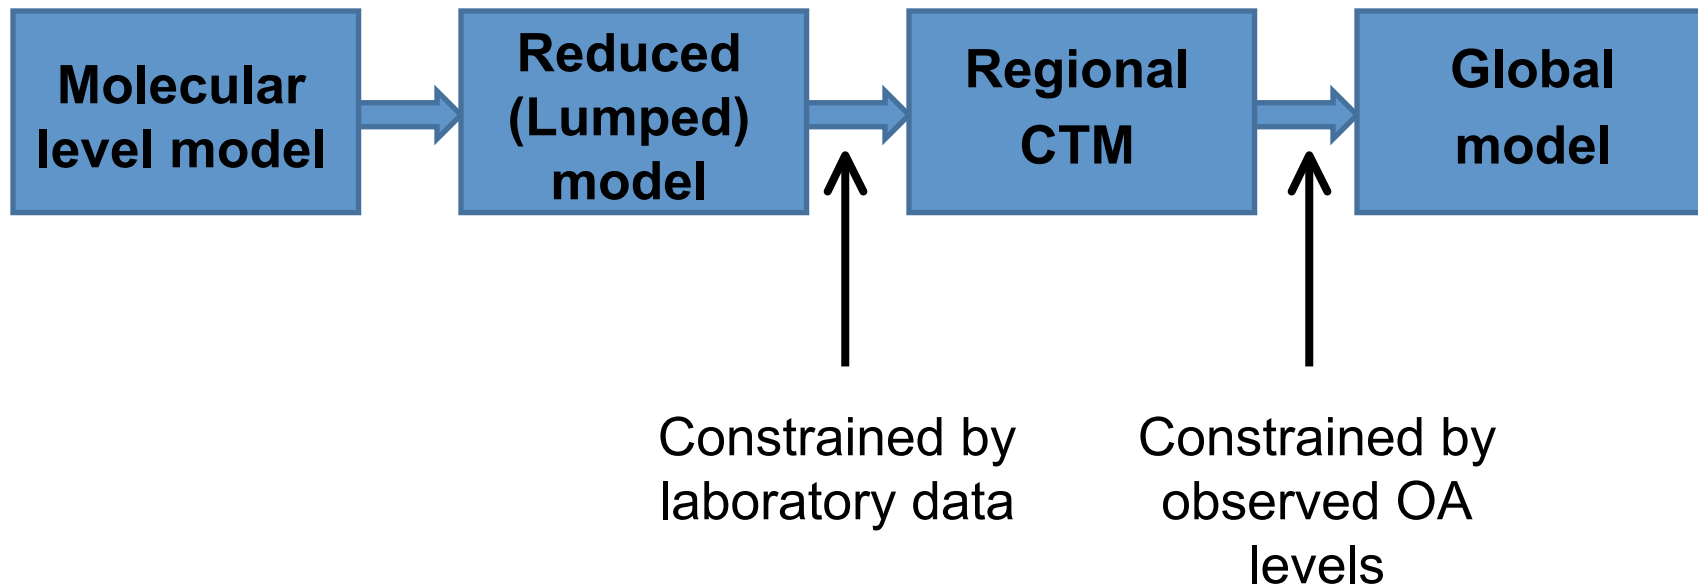 Molecular
level model
Reduced
(Lumped)
model
Regional
CTM
Global
model
Constrained by
laboratory data
Constrained by
observed OA
levels